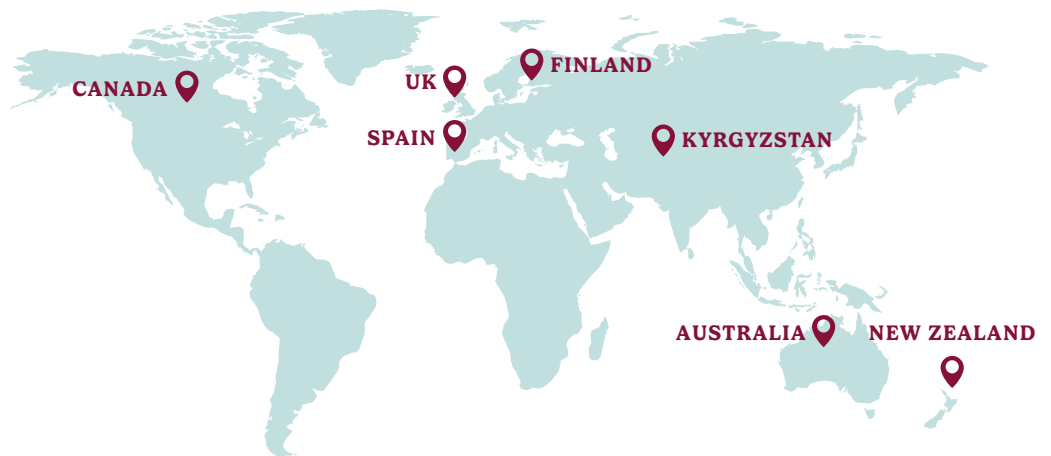 FINLAND
UK
CANADA
SPAIN
KYRGYZSTAN
AUSTRALIA
NEW ZEALAND